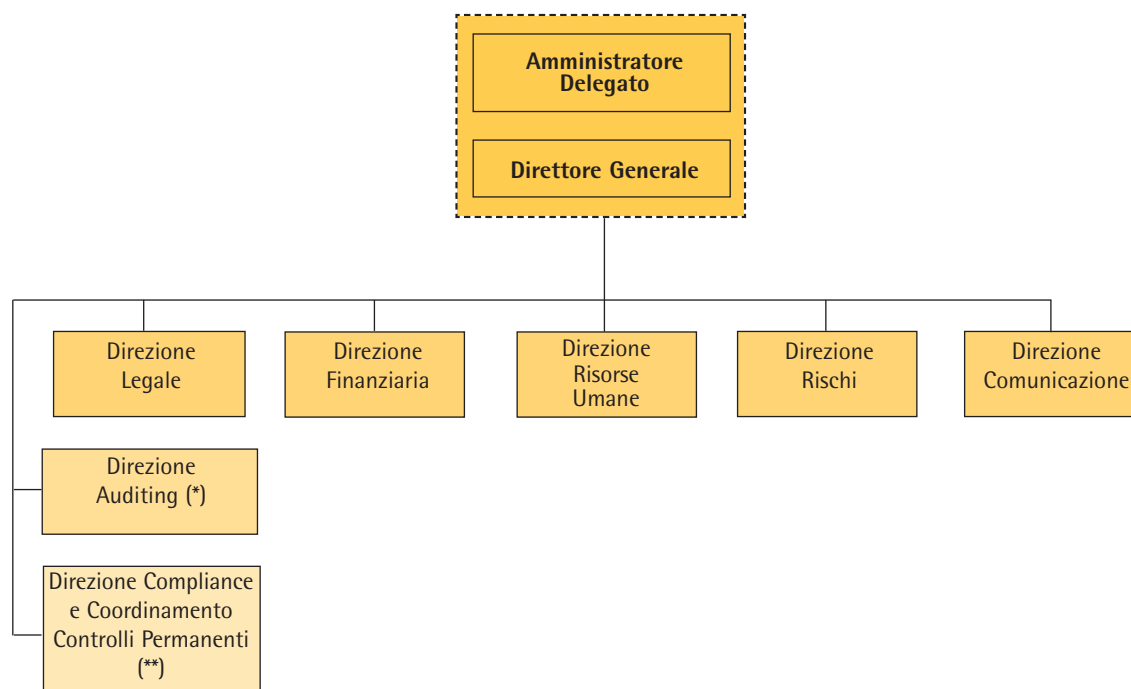 Amministratore
Delegato
Direttore Generale
Direzione
Legale
Direzione
Finanziaria
Direzione
Risorse
Umane
Direzione
Rischi
Direzione
Comunicazione
Direzione
Auditing (*)
Direzione Compliance
e Coordinamento
Controlli Permanenti
(**)